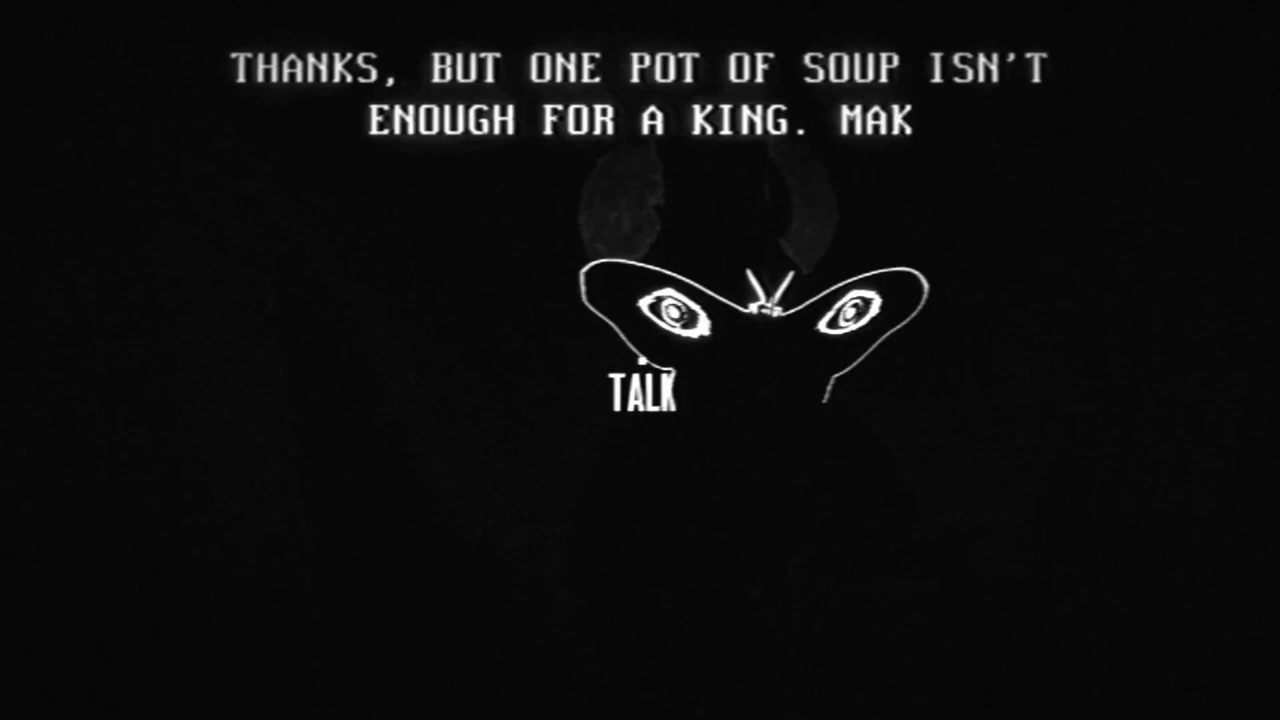 THANKS, BUT ONE POT OF SOUP ISN'T
ENOUGH FOR A KING. MAK
TALK